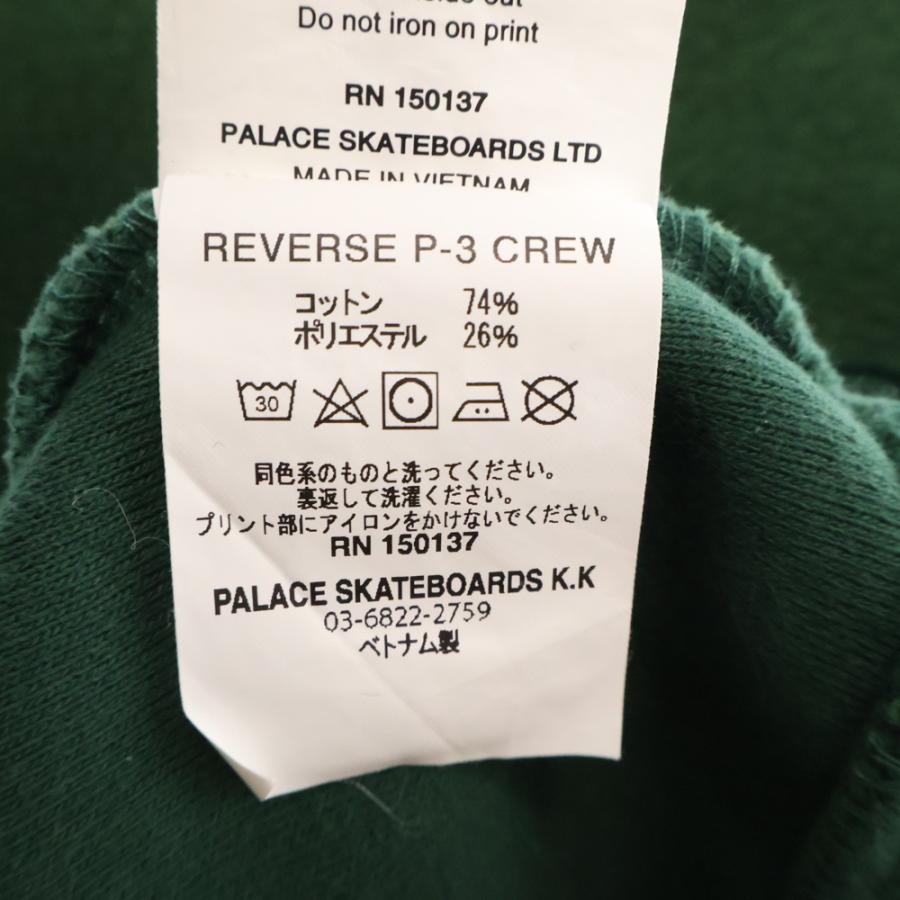 inside out
Do not iron on print
RN 150137
PALACE SKATEBOARDS LTD
MADE IN VIETNAM
REVERSE P-3 CREW
コットン 74%
ポリエステル 26%
30
同色系のものと洗ってください。
裏返して洗濯ください。
プリント部にアイロンをかけないでください。
RN 150137
PALACE SKATEBOARDS K.K
03-6822-2759
ベトナム製